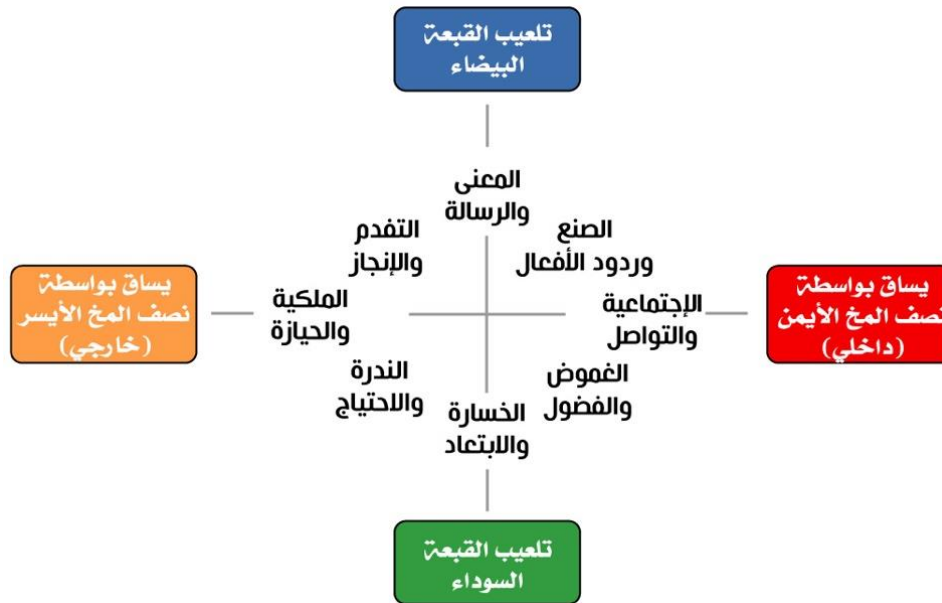 تلعيب القبعة
البيضاء
المعنى
والرسالة
الصنع
وردود الأفعال
التفدم
والإنجاز
يساق بواسطة
نصف المخ الأيمن
(داخلي)
الإجتماعية
والتواصل
الملكية
والحيازة
يساق بواسطة
نصف المخ الأيسر
(خارجي)
الغموض
والفضول
الندرة
والاحتياج
الخسارة
والابتعاد
تلعيب القبعة
السوداء